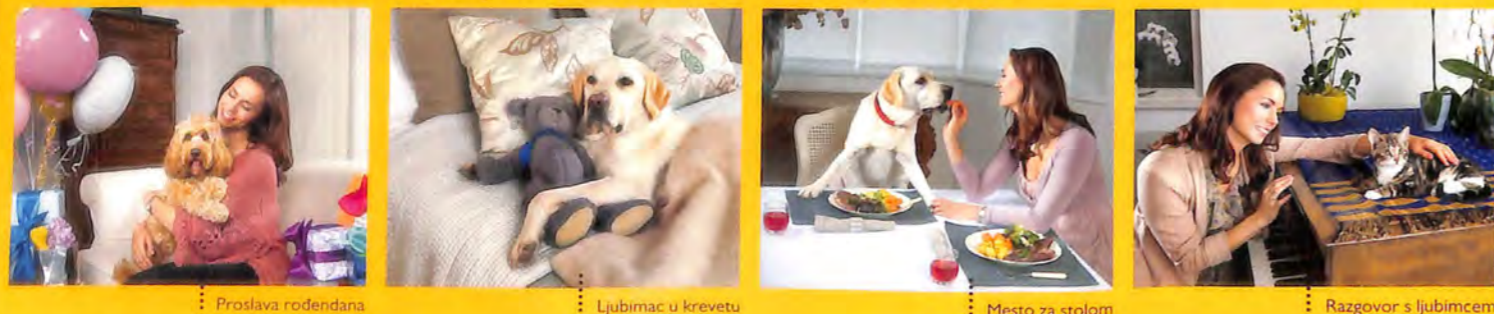 Proslava rođendana
Ljubimac u krevetu
Mesto za stolom
Razgovor s ljubimcem